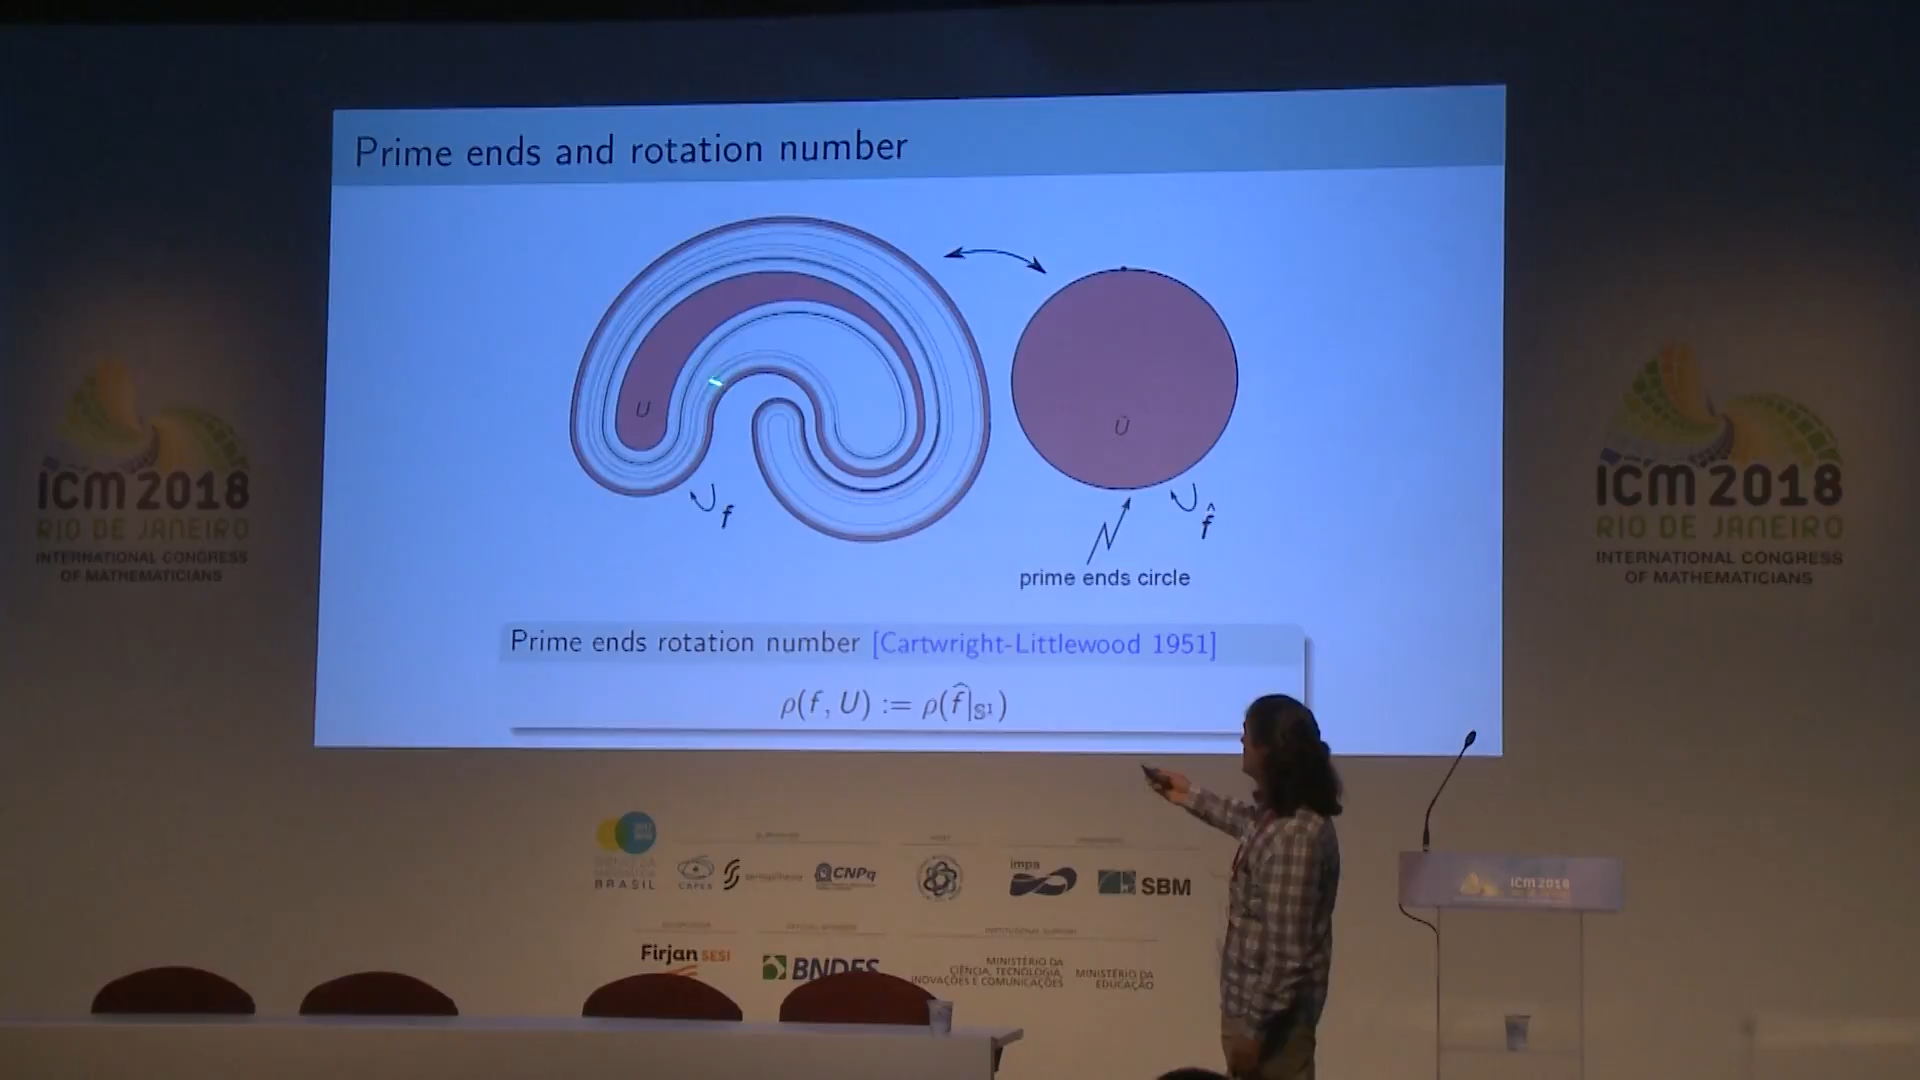 Prime ends and rotation number
U
f
Û
f̂
prime ends circle
Prime ends rotation number [Cartwright-Littlewood 1951]
ρ(f, U) := ρ(f̂|𝕊¹)
ICM 2018
RIO DE JANEIRO
INTERNATIONAL CONGRESS
OF MATHEMATICIANS
ICM 2018
RIO DE JANEIRO
INTERNATIONAL CONGRESS
OF MATHEMATICIANS
BRASIL
CAPES
CNPq
impa
SBM
Firjan SESI
BNDES
INSTITUTIONAL SUPPORT
MINISTÉRIO DA
CIÊNCIA, TECNOLOGIA,
INOVAÇÕES E COMUNICAÇÕES
MINISTÉRIO DA
EDUCAÇÃO
ICM 2018